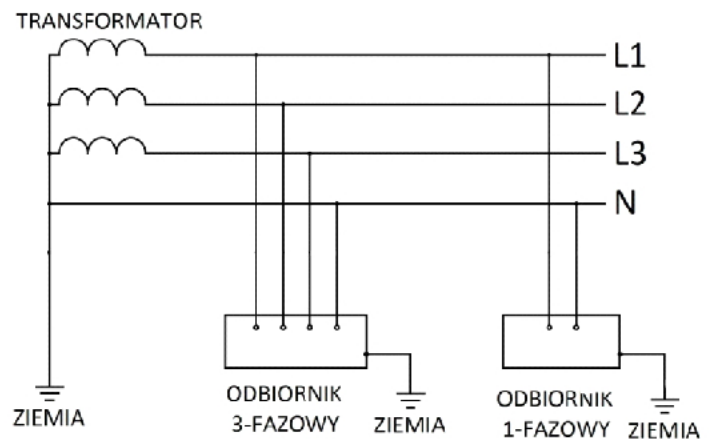 TRANSFORMATOR
L1
L2
L3
N
ZIEMIA
ODBIORNIK
3-FAZOWY
ZIEMIA
ODBIORNIK
1-FAZOWY
ZIEMIA